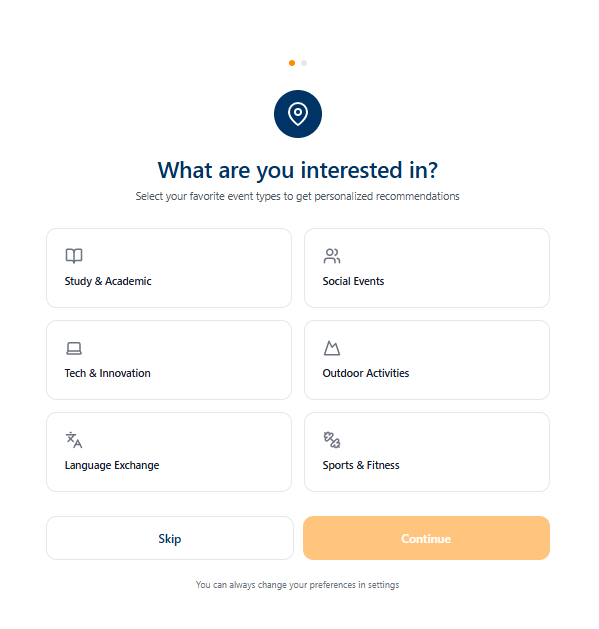 What are you interested in?
Select your favorite event types to get personalized recommendations
Study & Academic
Social Events
Tech & Innovation
Outdoor Activities
Language Exchange
Sports & Fitness
Skip
Continue
You can always change your preferences in settings